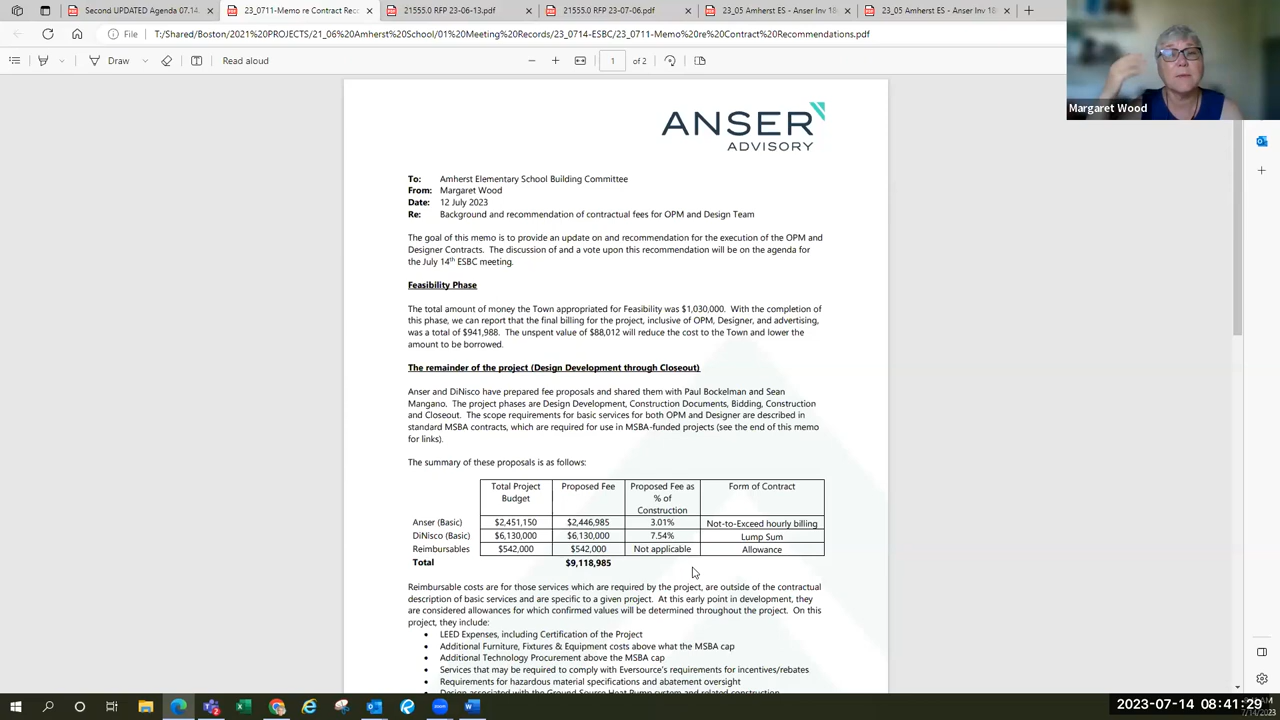 Second UPDATED Agenda 07.14.
23_0711-Memo re Contract Reco
21555.0 RFP 23-06-13.pdf
21555.0 RFP 23-07-06.pdf
23_05 Amherst ES - Anser Inv 18
23_05 Amherst ES - Anser Inv 18
File
T:/Shared/Boston/2021%20PROJECTS/21_06%20Amherst%20School/01%20Meeting%20Records/23_0714-ESBC/23_0711-Memo%20re%20Contract%20Recommendations.pdf
Draw
Read aloud
1 of 2
Margaret Wood
ANSER
ADVISORY
To: Amherst Elementary School Building Committee
From: Margaret Wood
Date: 12 July 2023
Re: Background and recommendation of contractual fees for OPM and Design Team
The goal of this memo is to provide an update on and recommendation for the execution of the OPM and
Designer Contracts. The discussion of and a vote upon this recommendation will be on the agenda for
the July 14th ESBC meeting.
Feasibility Phase
The total amount of money the Town appropriated for Feasibility was $1,030,000. With the completion of
this phase, we can report that the final billing for the project, inclusive of OPM, Designer, and advertising,
was a total of $941,988. The unspent value of $88,012 will reduce the cost to the Town and lower the
amount to be borrowed.
The remainder of the project (Design Development through Closeout)
Anser and DiNisco have prepared fee proposals and shared them with Paul Bockelman and Sean
Mangano. The project phases are Design Development, Construction Documents, Bidding, Construction
and Closeout. The scope requirements for basic services for both OPM and Designer are described in
standard MSBA contracts, which are required for use in MSBA-funded projects (see the end of this memo
for links).
The summary of these proposals is as follows:
Total Project Budget Proposed Fee Proposed Fee as % of Construction Form of Contract
Anser (Basic) $2,451,150 $2,446,985 3.01% Not-to-Exceed hourly billing
DiNisco (Basic) $6,130,000 $6,130,000 7.54% Lump Sum
Reimbursables $542,000 $542,000 Not applicable Allowance
Total $9,118,985
Reimbursable costs are for those services which are required by the project, are outside of the contractual
description of basic services and are specific to a given project. At this early point in development, they
are considered allowances for which confirmed values will be determined throughout the project. On this
project, they include:
• LEED Expenses, including Certification of the Project
• Additional Furniture, Fixtures & Equipment costs above what the MSBA cap
• Additional Technology Procurement above the MSBA cap
• Services that may be required to comply with Eversource's requirements for incentives/rebates
• Requirements for hazardous material specifications and abatement oversight
• Design associated with the Ground Source Heat Pump system and related construction
2023-07-14 08:41:29